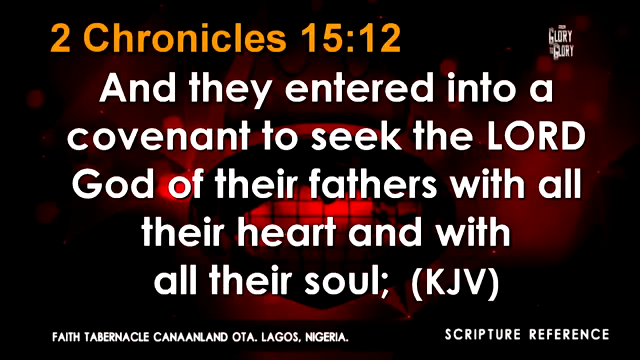 2 Chronicles 15:12
GLORY
GLORY
And they entered into a
covenant to seek the LORD
God of their fathers with all
their heart and with
all their soul; (KJV)
FAITH TABERNACLE CANAANLAND OTA. LAGOS, NIGERIA.
SCRIPTURE REFERENCE